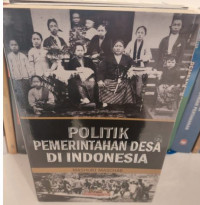 POLITIK
PEMERINTAHAN DESA
DI INDONESIA